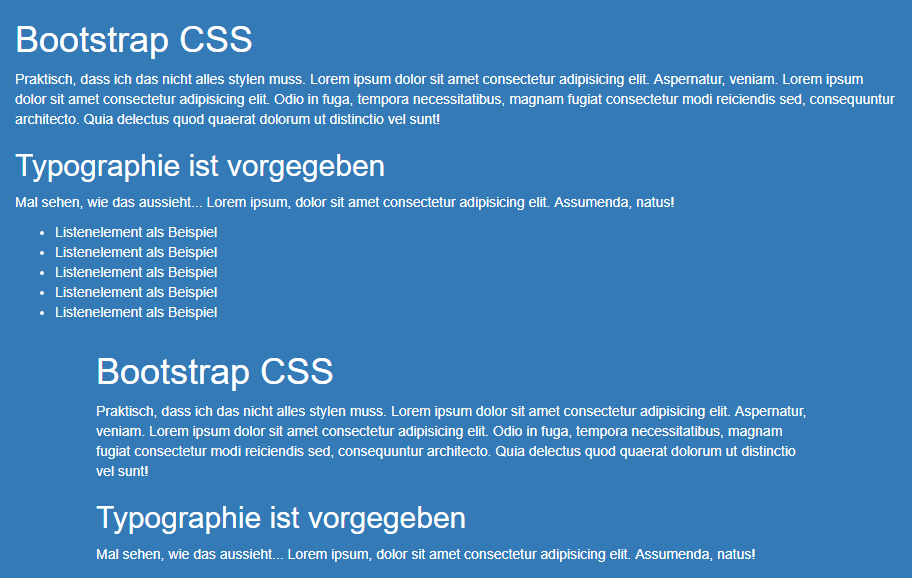 Bootstrap CSS
Praktisch, dass ich das nicht alles stylen muss. Lorem ipsum dolor sit amet consectetur adipisicing elit. Aspernatur, veniam. Lorem ipsum
dolor sit amet consectetur adipisicing elit. Odio in fuga, tempora necessitatibus, magnam fugiat consectetur modi reiciendis sed, consequuntur
architecto. Quia delectus quod quaerat dolorum ut distinctio vel sunt!
Typographie ist vorgegeben
Mal sehen, wie das aussieht... Lorem ipsum, dolor sit amet consectetur adipisicing elit. Assumenda, natus!
• Listenelement als Beispiel
• Listenelement als Beispiel
• Listenelement als Beispiel
• Listenelement als Beispiel
• Listenelement als Beispiel
Bootstrap CSS
Praktisch, dass ich das nicht alles stylen muss. Lorem ipsum dolor sit amet consectetur adipisicing elit. Aspernatur,
veniam. Lorem ipsum dolor sit amet consectetur adipisicing elit. Odio in fuga, tempora necessitatibus, magnam
fugiat consectetur modi reiciendis sed, consequuntur architecto. Quia delectus quod quaerat dolorum ut distinctio
vel sunt!
Typographie ist vorgegeben
Mal sehen, wie das aussieht... Lorem ipsum, dolor sit amet consectetur adipisicing elit. Assumenda, natus!